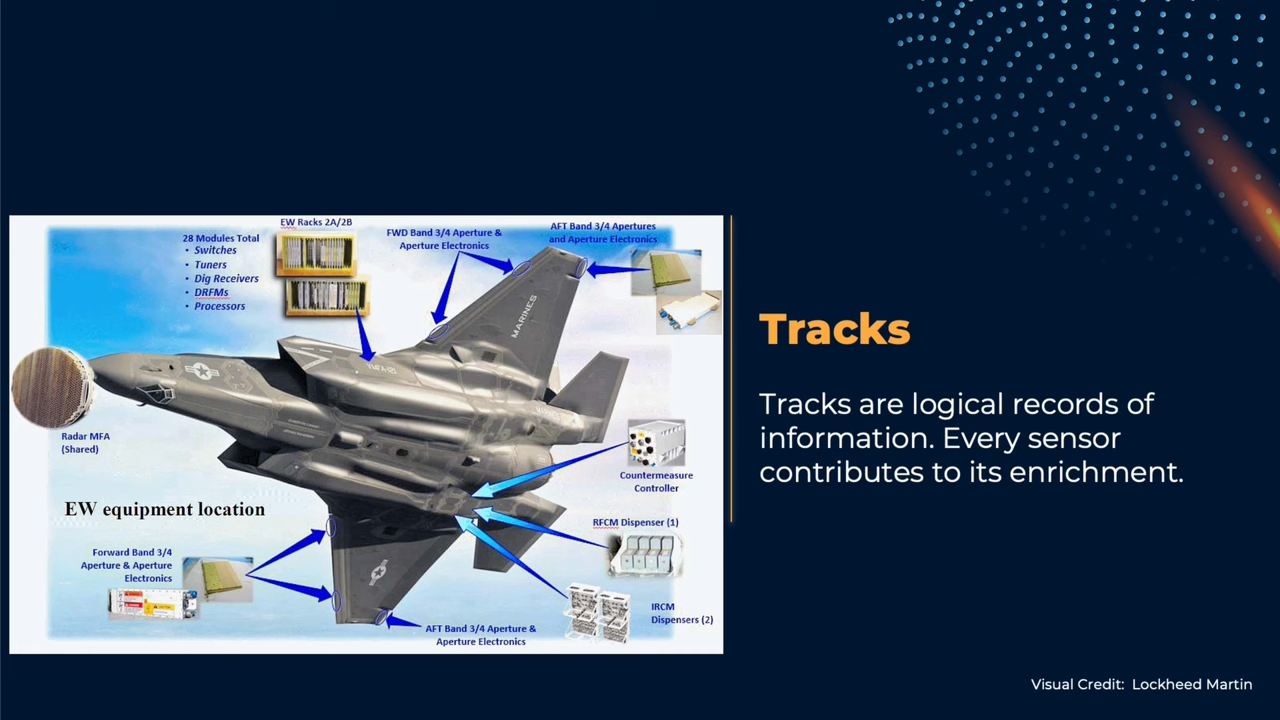 EW Racks 2A/2B
28 Modules Total
• Switches
• Tuners
• Dig Receivers
• DRFMs
• Processors
FWD Band 3/4 Aperture &
Aperture Electronics
AFT Band 3/4 Apertures
and Aperture Electronics
MARINES
Radar MFA
(Shared)
EW equipment location
Countermeasure
Controller
RFCM Dispenser (1)
Forward Band 3/4
Aperture & Aperture
Electronics
IRCM
Dispensers (2)
AFT Band 3/4 Aperture &
Aperture Electronics
Tracks
Tracks are logical records of
information. Every sensor
contributes to its enrichment.
Visual Credit: Lockheed Martin